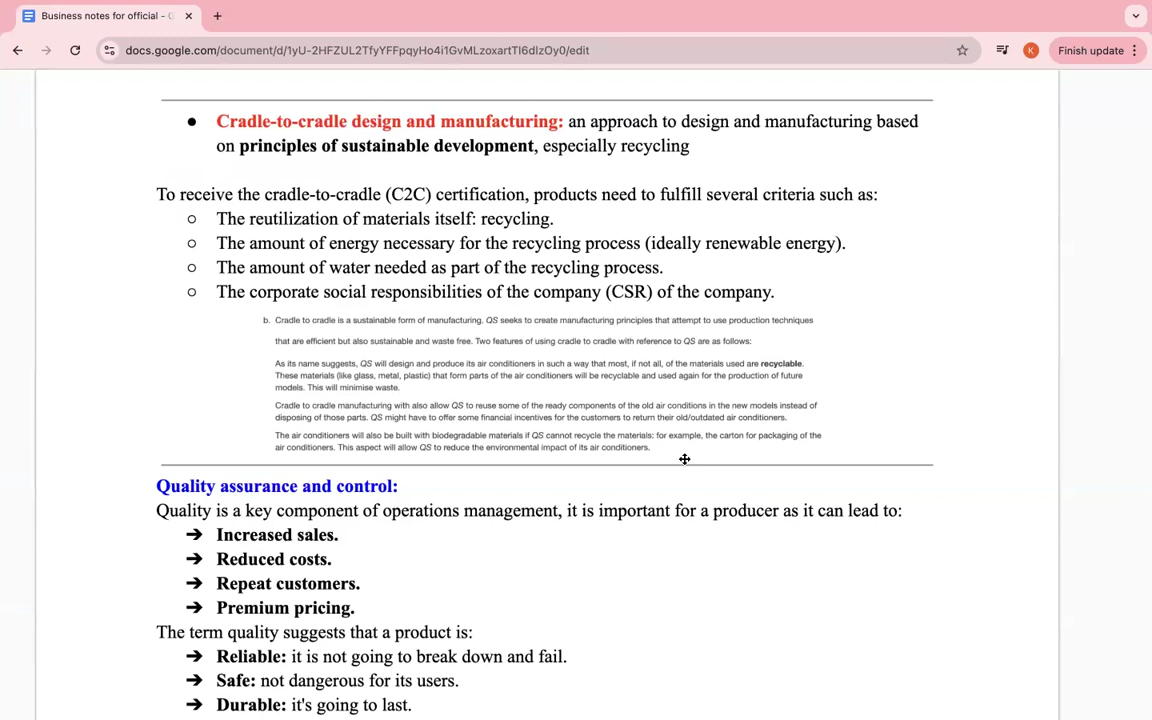 Business notes for official - G
docs.google.com/document/d/1yU-2HFZUL2TfyYFFpqyHo4i1GvMLzoxartTI6dIzOy0/edit
K
Finish update
● Cradle-to-cradle design and manufacturing: an approach to design and manufacturing based
on principles of sustainable development, especially recycling
To receive the cradle-to-cradle (C2C) certification, products need to fulfill several criteria such as:
○ The reutilization of materials itself: recycling.
○ The amount of energy necessary for the recycling process (ideally renewable energy).
○ The amount of water needed as part of the recycling process.
○ The corporate social responsibilities of the company (CSR) of the company.
b. Cradle to cradle is a sustainable form of manufacturing. QS seeks to create manufacturing principles that attempt to use production techniques
that are efficient but also sustainable and waste free. Two features of using cradle to cradle with reference to QS are as follows:
As its name suggests, QS will design and produce its air conditioners in such a way that most, if not all, of the materials used are recyclable.
These materials (like glass, metal, plastic) that form parts of the air conditioners will be recyclable and used again for the production of future
models. This will minimise waste.
Cradle to cradle manufacturing with also allow QS to reuse some of the ready components of the old air conditions in the new models instead of
disposing of those parts. QS might have to offer some financial incentives for the customers to return their old/outdated air conditioners.
The air conditioners will also be built with biodegradable materials if QS cannot recycle the materials: for example, the carton for packaging of the
air conditioners. This aspect will allow QS to reduce the environmental impact of its air conditioners.
Quality assurance and control:
Quality is a key component of operations management, it is important for a producer as it can lead to:
➔ Increased sales.
➔ Reduced costs.
➔ Repeat customers.
➔ Premium pricing.
The term quality suggests that a product is:
➔ Reliable: it is not going to break down and fail.
➔ Safe: not dangerous for its users.
➔ Durable: it's going to last.